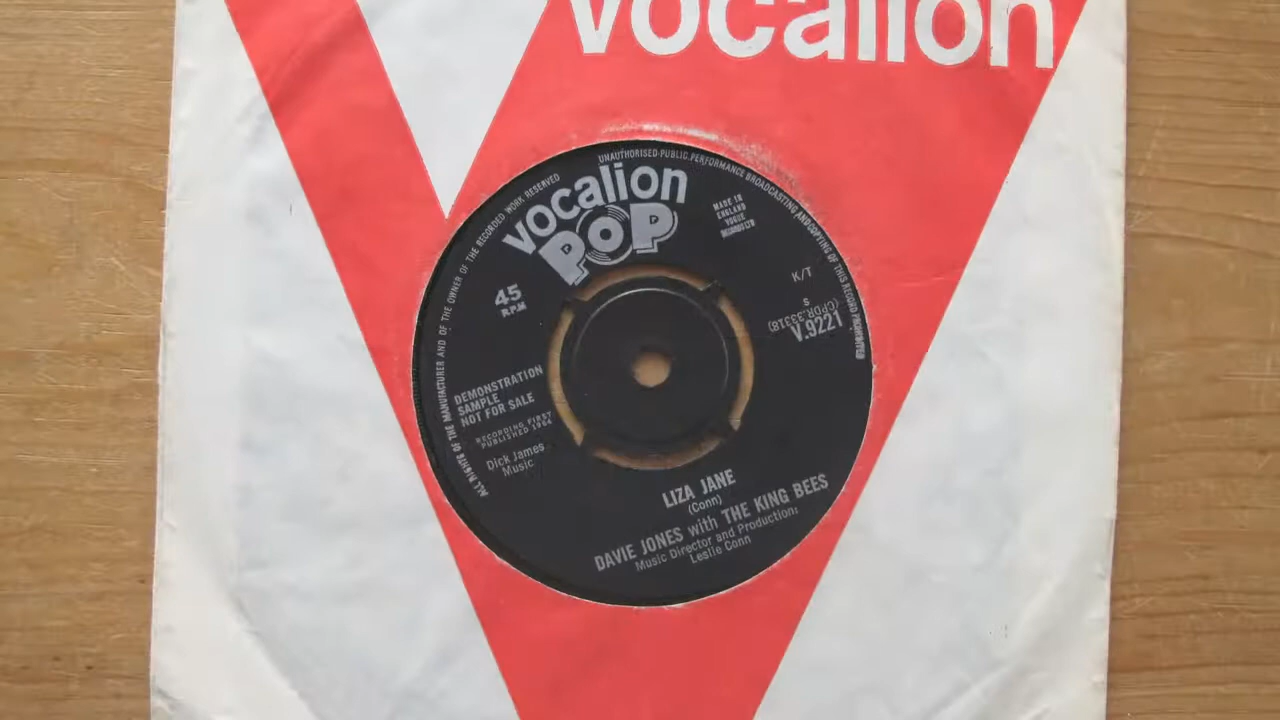 vocalion
UNAUTHORISED PUBLIC PERFORMANCE BROADCASTING AND COPYING OF THIS RECORD PROHIBITED
ALL RIGHTS OF THE MANUFACTURER AND OF THE OWNER OF THE RECORDED WORK RESERVED
vocalion
POP
MADE IN
ENGLAND
VOGUE
RECORDS LTD
45
R.P.M
K/T
S
(CPDR.33318)
V.9221
DEMONSTRATION
SAMPLE
NOT FOR SALE
RECORDING FIRST
PUBLISHED 1964
Dick James
Music
LIZA JANE
(Conn)
DAVIE JONES with THE KING BEES
Music Director and Production:
Leslie Conn